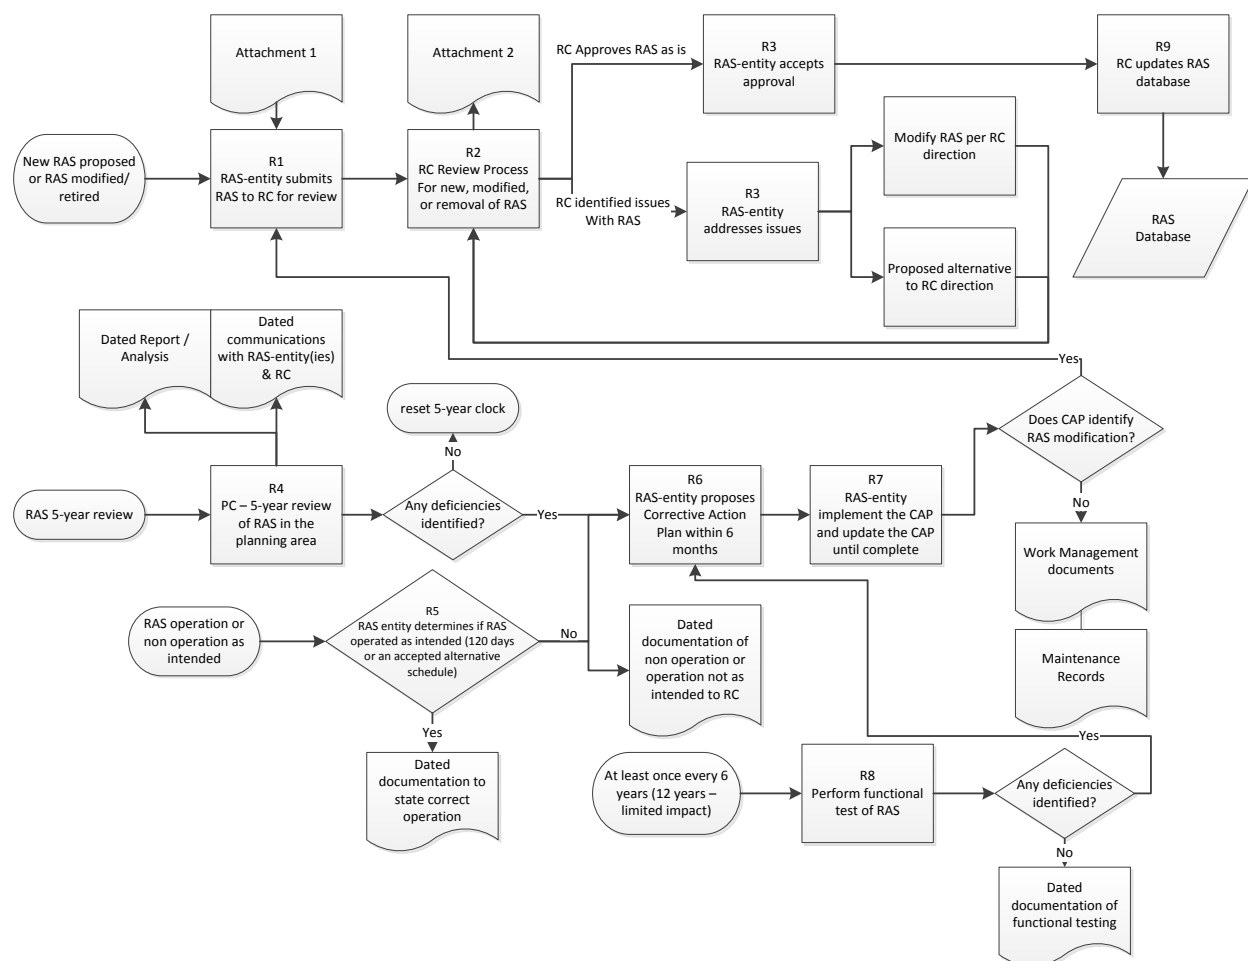 Attachment 1
Attachment 2
RC Approves RAS as is
R3
RAS-entity accepts
approval
R9
RC updates RAS
database
New RAS proposed
or RAS modified/
retired
R1
RAS-entity submits
RAS to RC for review
R2
RC Review Process
For new, modified,
or removal of RAS
RC identified issues
With RAS
R3
RAS-entity
addresses issues
Modify RAS per RC
direction
Proposed alternative
to RC direction
RAS
Database
Dated Report /
Analysis
Dated
communications
with RAS-entity(ies)
& RC
reset 5-year clock
No
Yes
Does CAP identify
RAS modification?
RAS 5-year review
R4
PC – 5-year review
of RAS in the
planning area
Any deficiencies
identified?
Yes
R6
RAS-entity proposes
Corrective Action
Plan within 6
months
R7
RAS-entity
implement the CAP
and update the CAP
until complete
No
Work Management
documents
Maintenance
Records
RAS operation or
non operation as
intended
R5
RAS entity determines if RAS
operated as intended (120 days
or an accepted alternative
schedule)
No
Yes
Dated
documentation of
non operation or
operation not as
intended to RC
Dated
documentation to
state correct
operation
At least once every 6
years (12 years –
limited impact)
R8
Perform functional
test of RAS
Any deficiencies
identified?
Yes
No
Dated
documentation of
functional testing